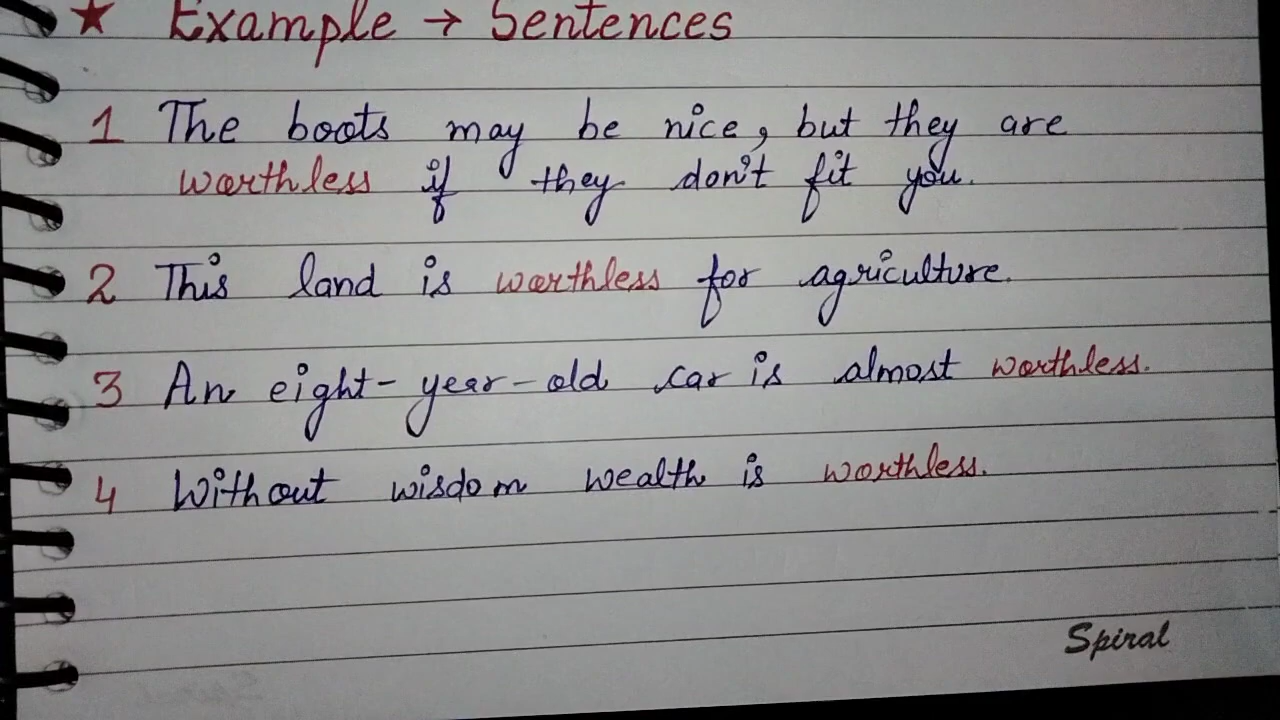 ★ Example → Sentences
1 The boots may be nice, but they are
worthless if they don't fit you.
2 This land is worthless for agriculture.
3 An eight-year-old car is almost worthless.
4 Without wisdom wealth is worthless.
Spiral